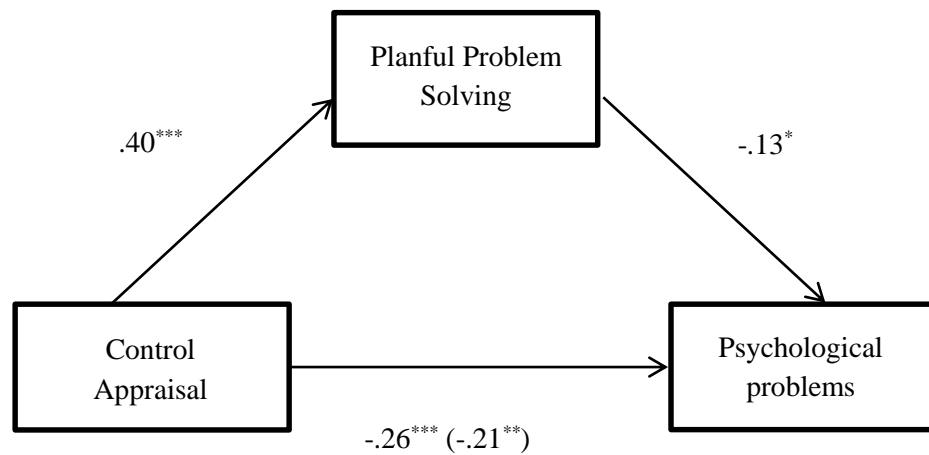 Planful Problem
Solving
.40***
-.13*
Control
Appraisal
Psychological
problems
-.26*** (-.21**)